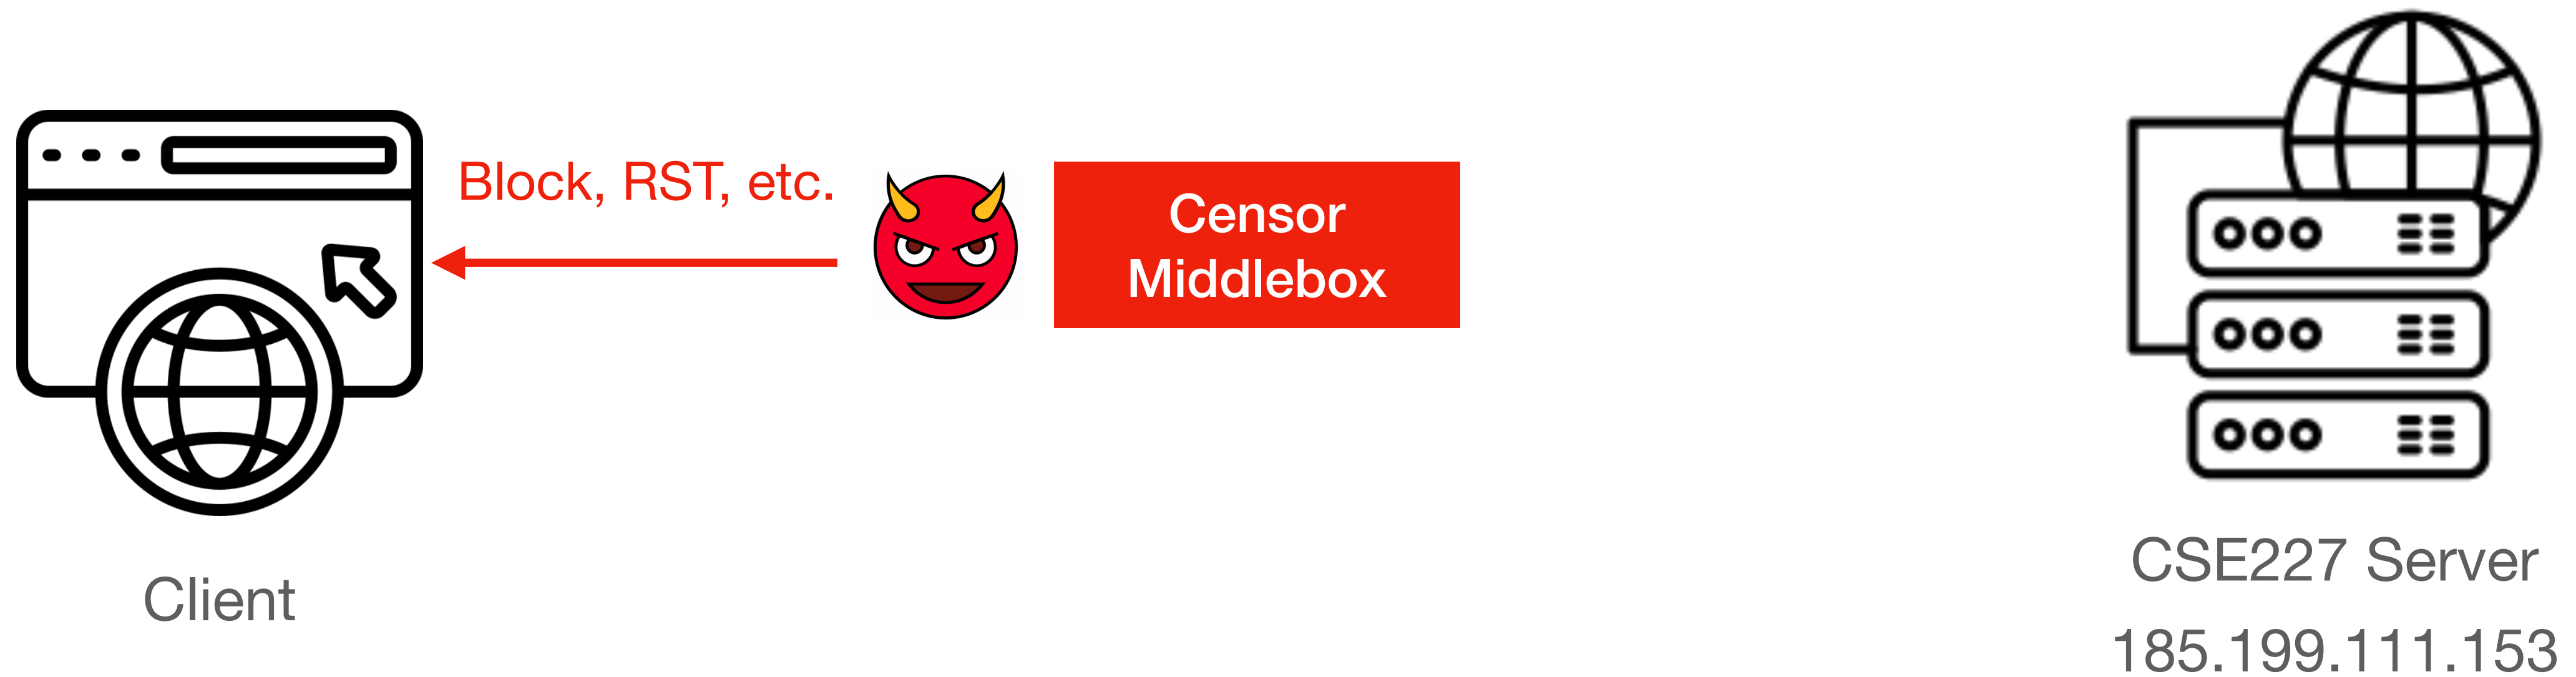 Block, RST, etc.
Censor
Middlebox
Client
CSE227 Server
185.199.111.153